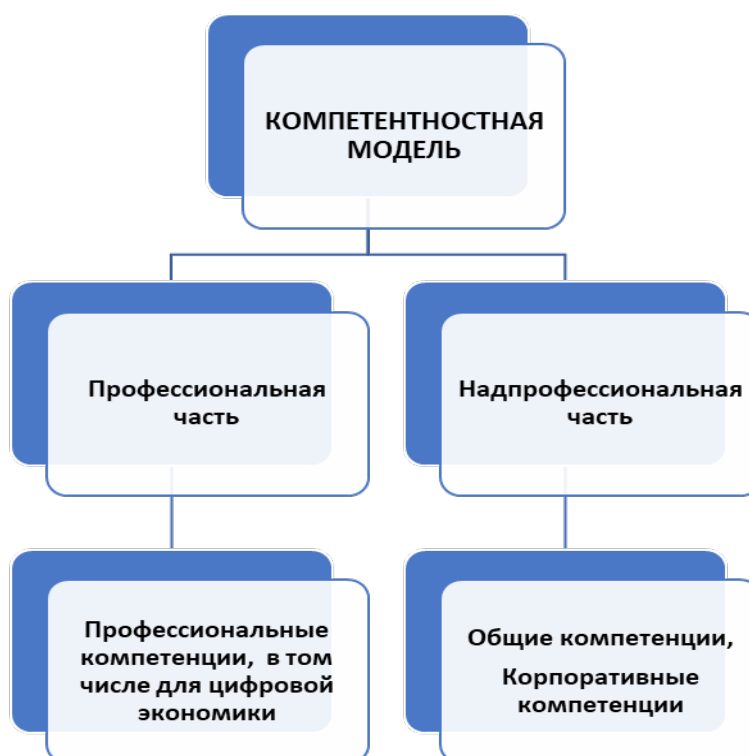 КОМПЕТЕНТНОСТНАЯ
МОДЕЛЬ
Профессиональная
часть
Надпрофессиональная
часть
Профессиональные
компетенции, в том
числе для цифровой
экономики
Общие компетенции,
Корпоративные
компетенции